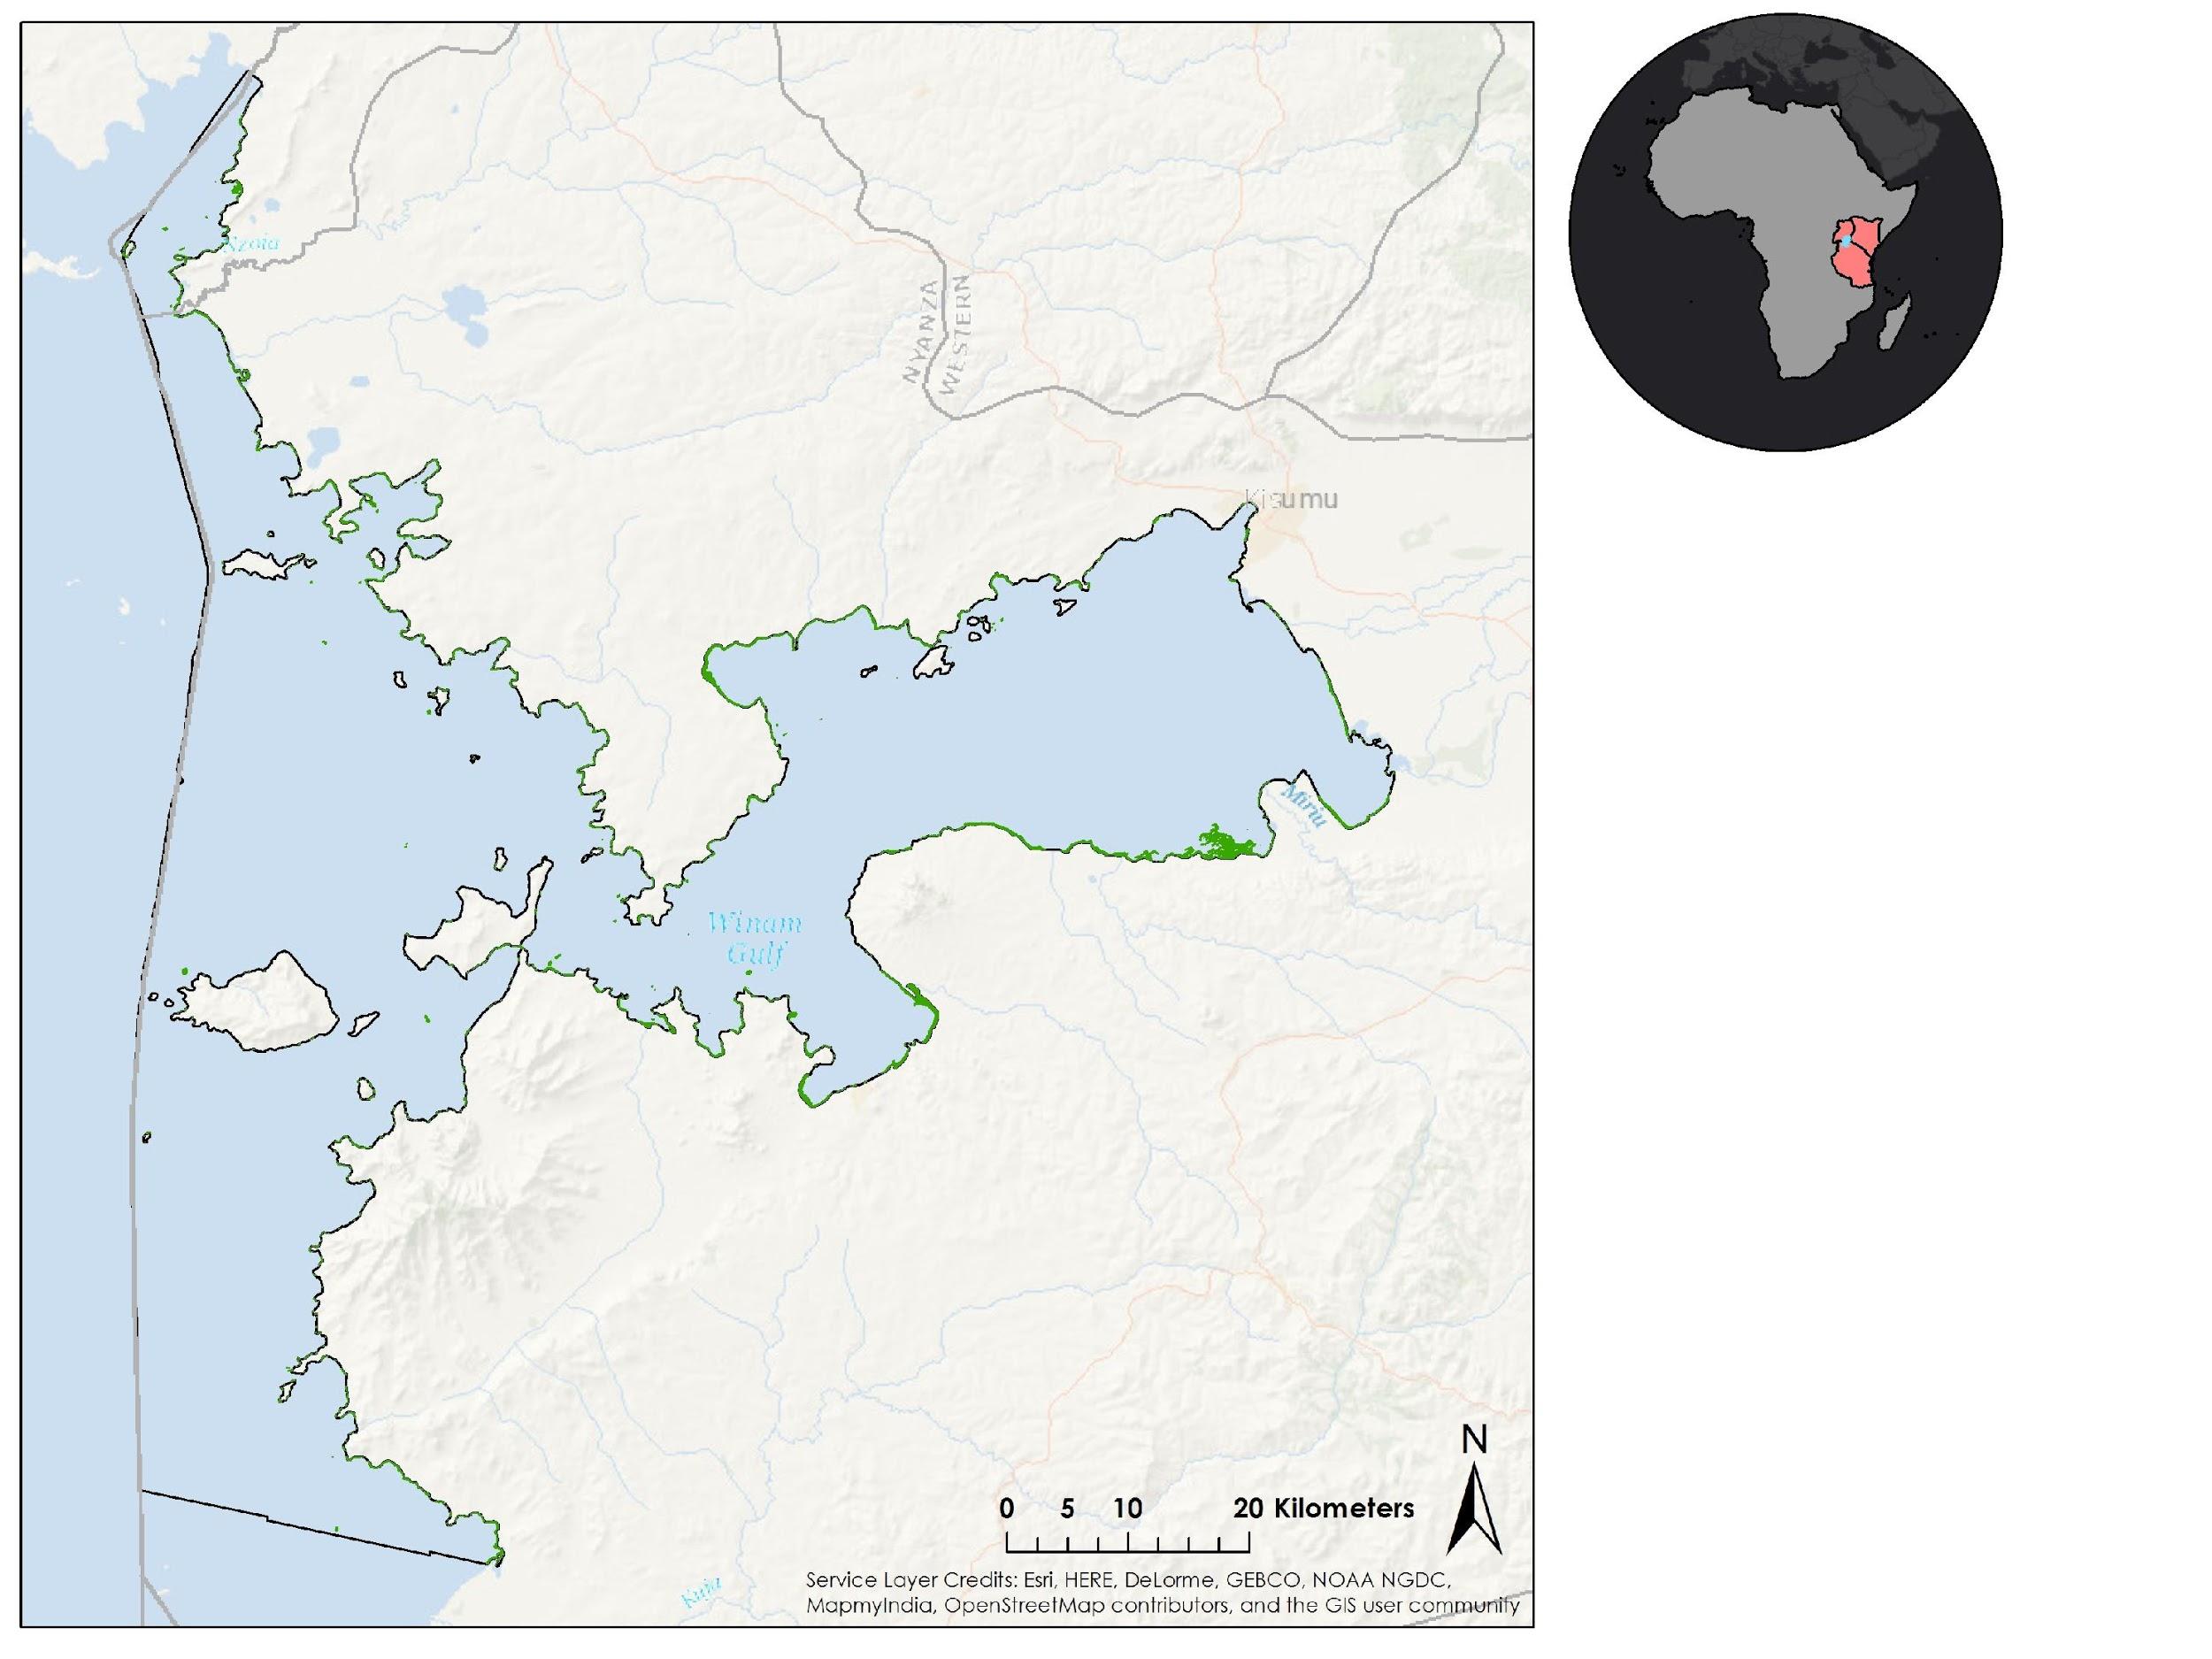 Nzoia
NYANZA
WESTERN
Kisumu
Miriu
Winam
Gulf
N
0 5 10 20 Kilometers
Kuja
Service Layer Credits: Esri, HERE, DeLorme, GEBCO, NOAA NGDC,
MapmyIndia, OpenStreetMap contributors, and the GIS user community